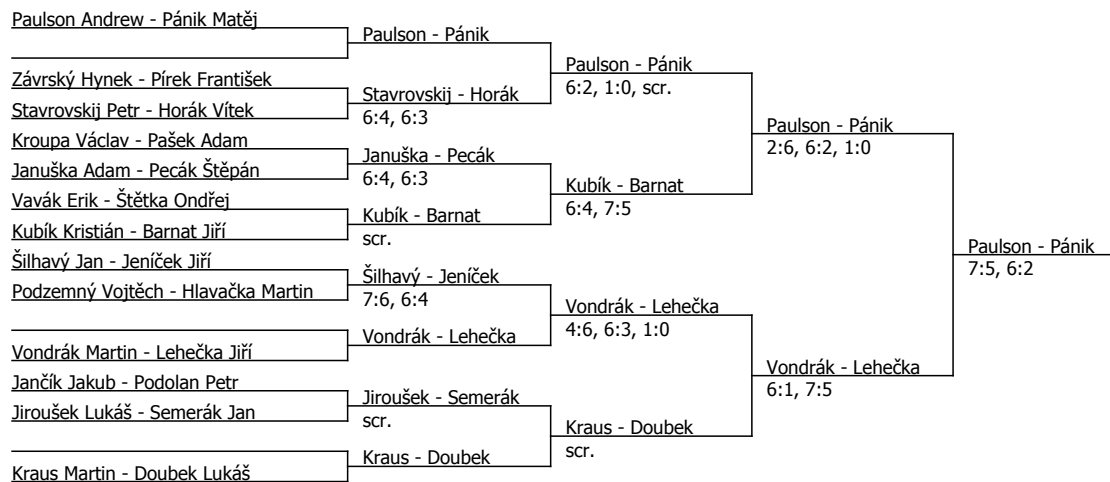 Paulson Andrew - Pánik Matěj
Závrský Hynek - Pírek František
Stavrovskij Petr - Horák Vítek
Kroupa Václav - Pašek Adam
Januška Adam - Pecák Štěpán
Vavák Erik - Štětka Ondřej
Kubík Kristián - Barnat Jiří
Šilhavý Jan - Jeníček Jiří
Podzemný Vojtěch - Hlavačka Martin
Vondrák Martin - Lehečka Jiří
Jančík Jakub - Podolan Petr
Jiroušek Lukáš - Semerák Jan
Kraus Martin - Doubek Lukáš
Paulson - Pánik
Stavrovskij - Horák
6:4, 6:3
Januška - Pecák
6:4, 6:3
Kubík - Barnat
scr.
Šilhavý - Jeníček
7:6, 6:4
Vondrák - Lehečka
Jiroušek - Semerák
scr.
Kraus - Doubek
Paulson - Pánik
6:2, 1:0, scr.
Kubík - Barnat
6:4, 7:5
Vondrák - Lehečka
4:6, 6:3, 1:0
Kraus - Doubek
scr.
Paulson - Pánik
2:6, 6:2, 1:0
Vondrák - Lehečka
6:1, 7:5
Paulson - Pánik
7:5, 6:2